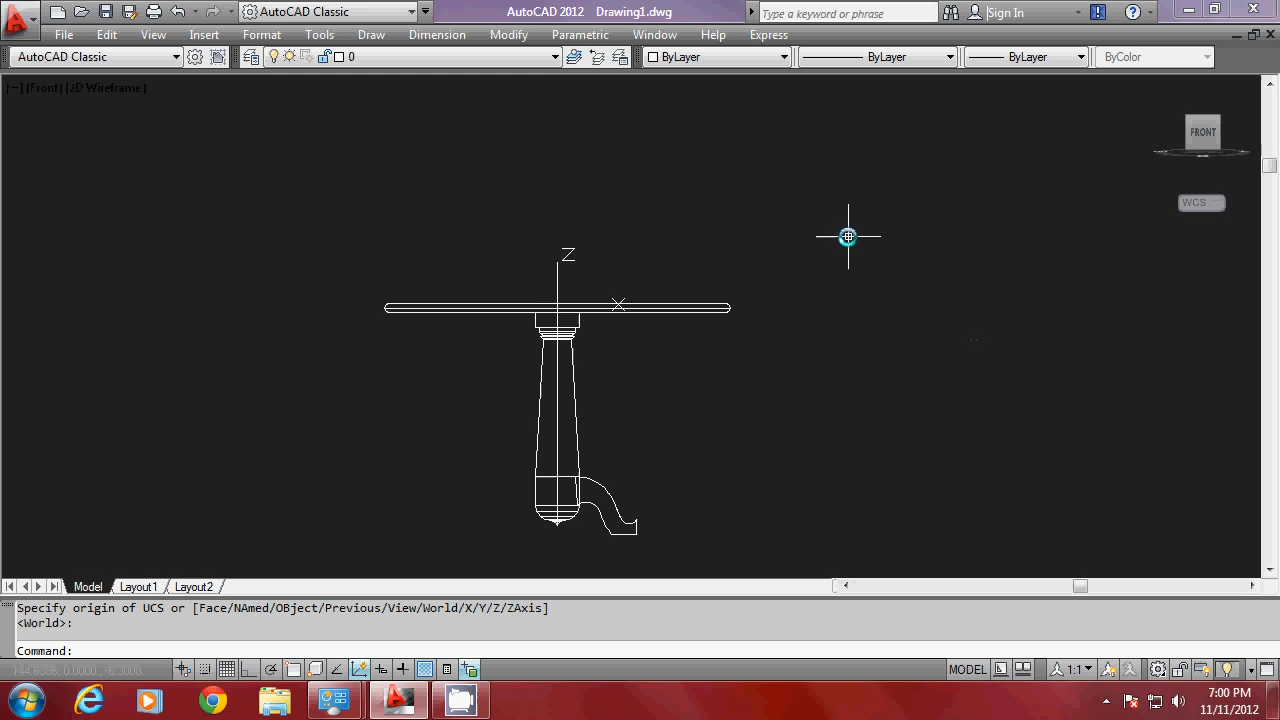 AutoCAD Classic
AutoCAD 2012 Drawing1.dwg
Type a keyword or phrase
Sign In
File Edit View Insert Format Tools Draw Dimension Modify Parametric Window Help Express
AutoCAD Classic
0
ByLayer
ByLayer
ByLayer
ByColor
[−] [Front] [2D Wireframe]
FRONT
WCS
Z
X
Model Layout1 Layout2
Specify origin of UCS or [Face/NAmed/OBject/Previous/View/World/X/Y/Z/ZAxis]
<World>:
Command:
MODEL
1:1
7:00 PM
11/11/2012